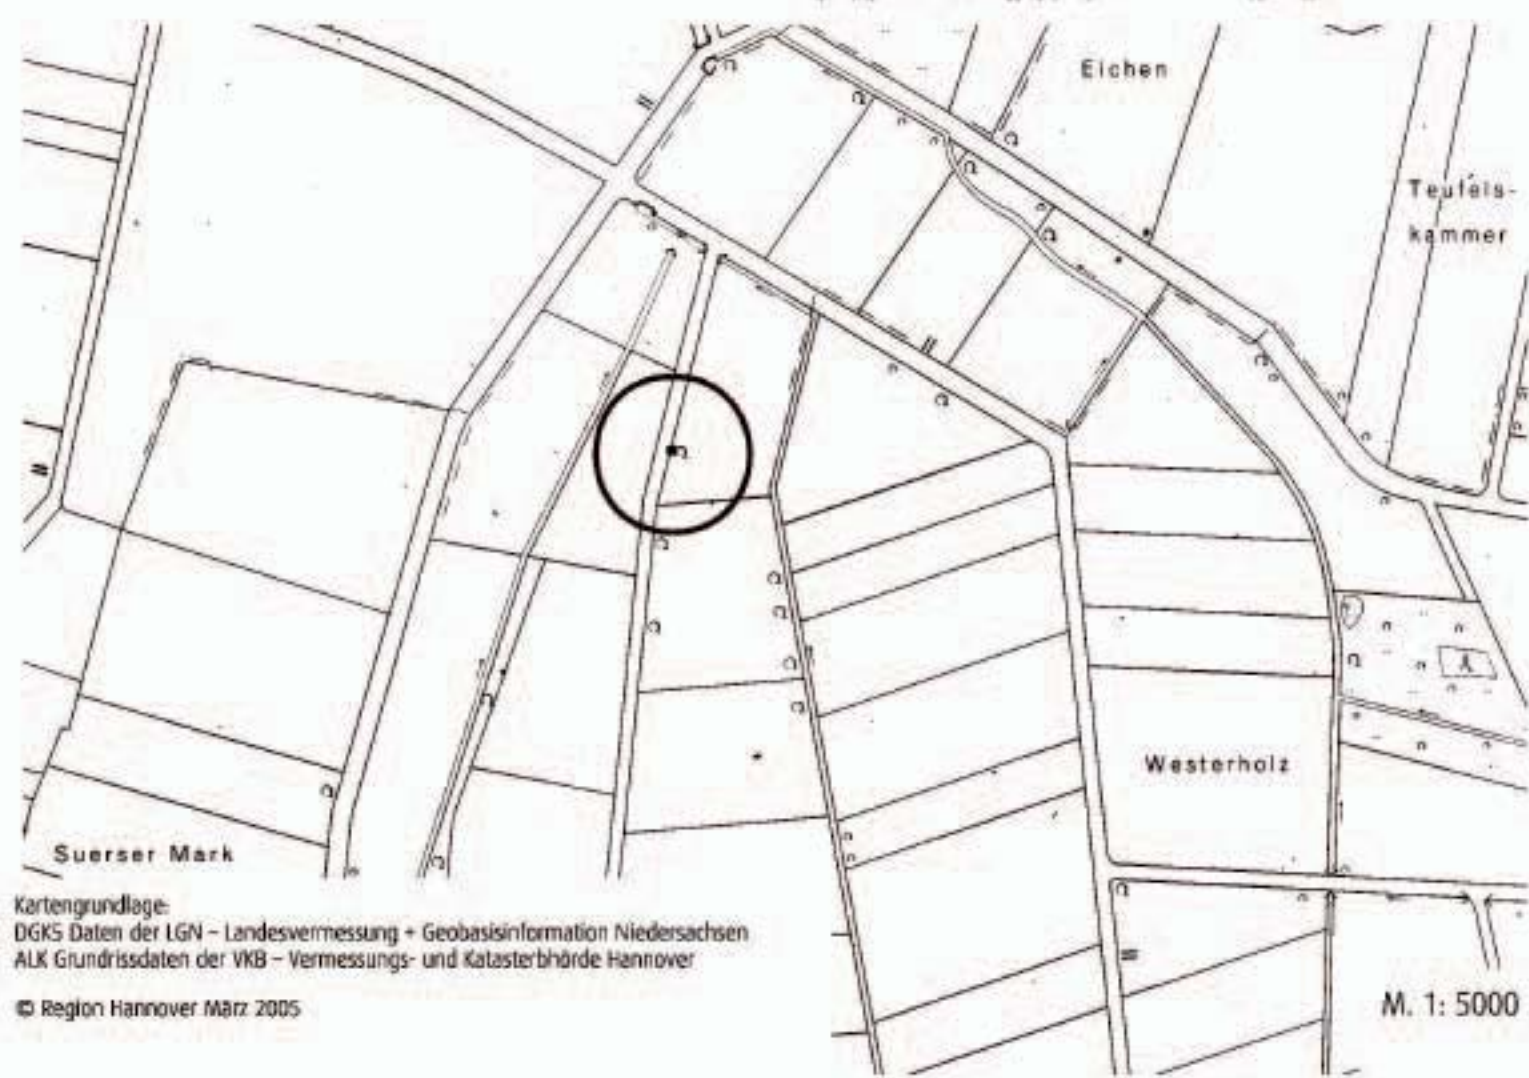 Eichen
Teufels-
kammer
Westerholz
Suerser Mark
Kartengrundlage:
DGK5 Daten der LGN – Landesvermessung + Geobasisinformation Niedersachsen
ALK Grundrissdaten der VKB – Vermessungs- und Katasterbhörde Hannover
© Region Hannover März 2005
M. 1: 5000